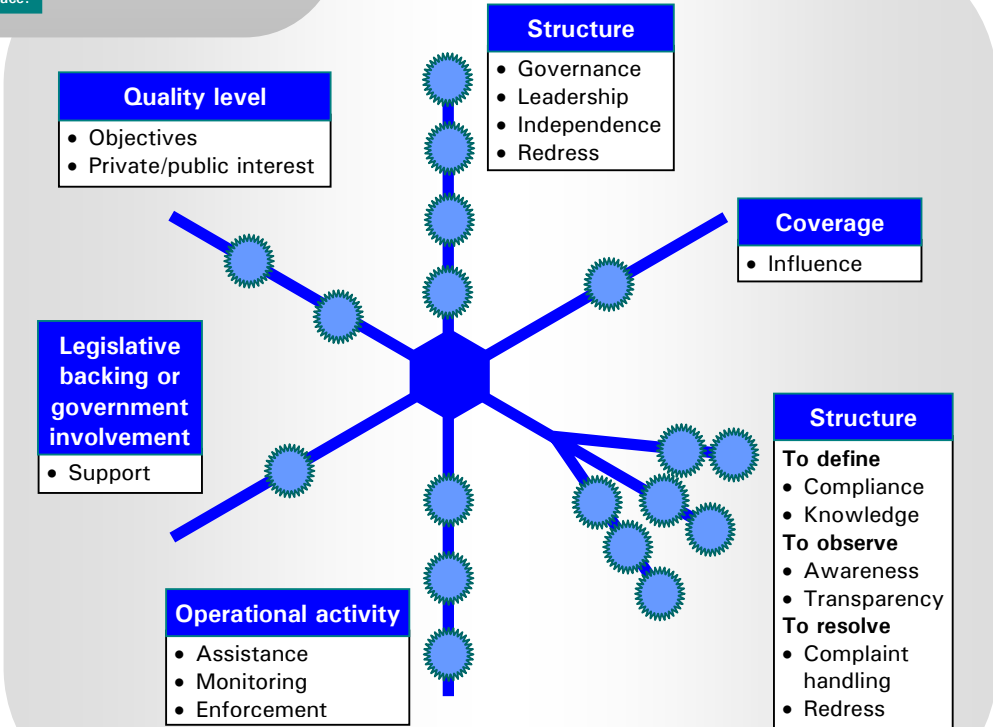 Structure
• Governance
• Leadership
• Independence
• Redress
Quality level
• Objectives
• Private/public interest
Coverage
• Influence
Legislative
backing or
government
involvement
• Support
Structure
To define
• Compliance
• Knowledge
To observe
• Awareness
• Transparency
To resolve
• Complaint
handling
• Redress
Operational activity
• Assistance
• Monitoring
• Enforcement